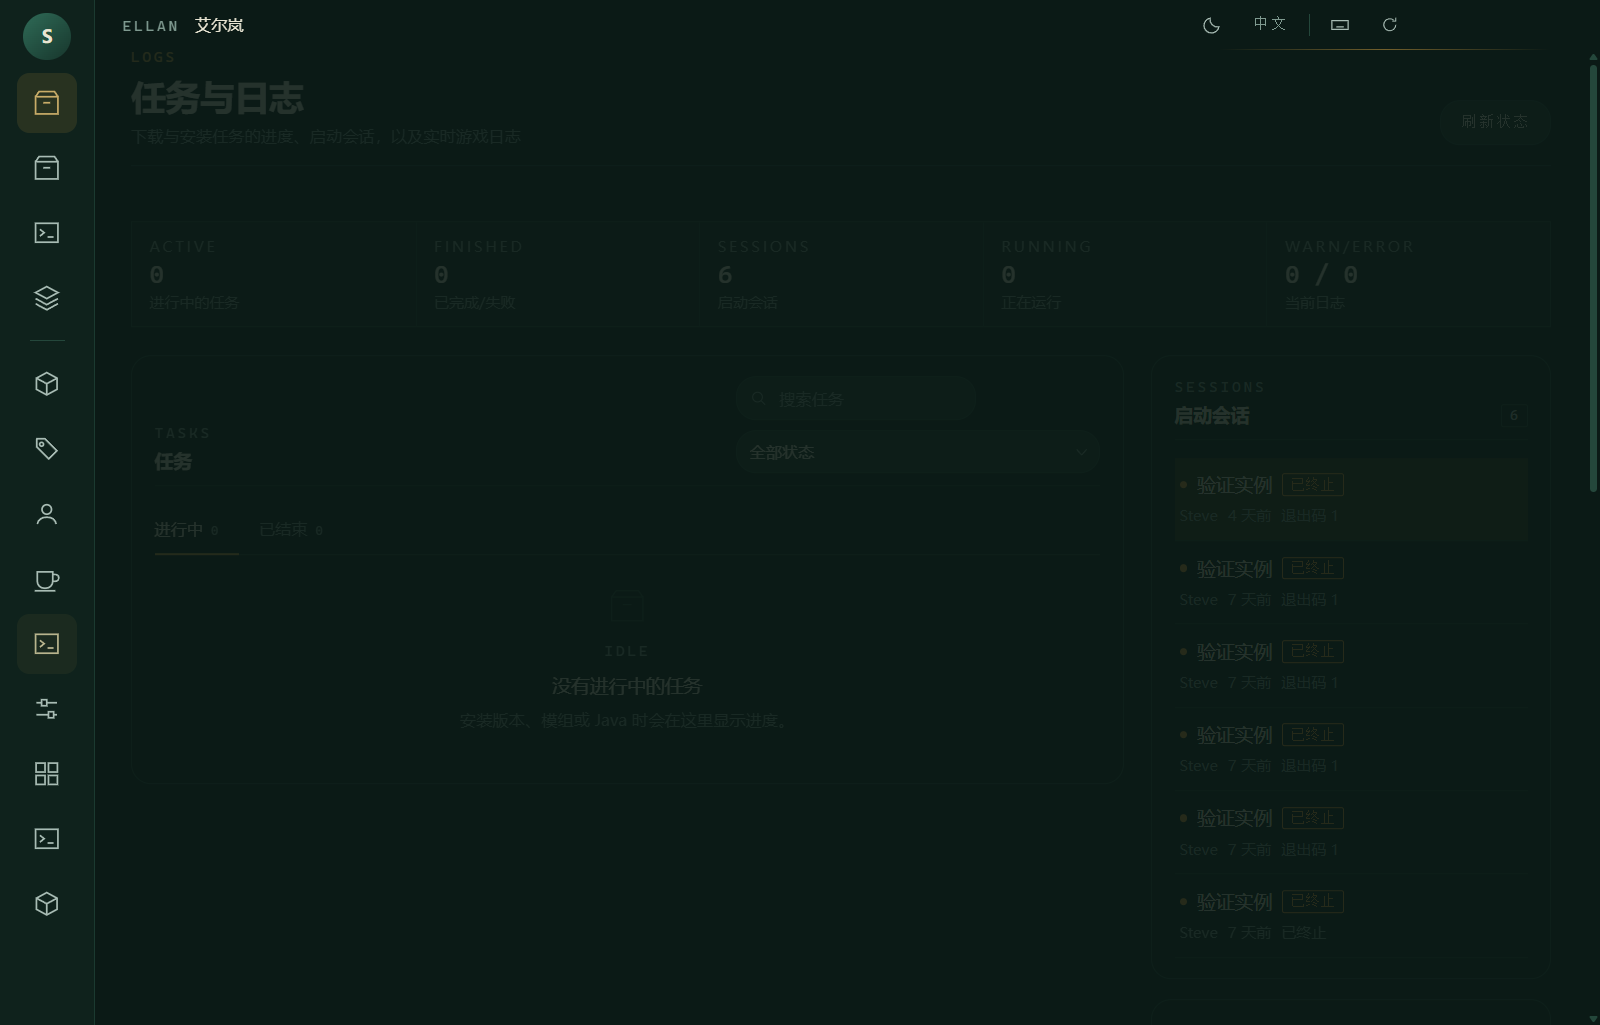 S
ELLAN 艾尔岚
中文
LOGS
任务与日志
下载与安装任务的进度、启动会话，以及实时游戏日志
刷新状态
ACTIVE
0
进行中的任务
FINISHED
0
已完成/失败
SESSIONS
6
启动会话
RUNNING
0
正在运行
WARN/ERROR
0 / 0
当前日志
搜索任务
TASKS
任务
全部状态
进行中 0 已结束 0
IDLE
没有进行中的任务
安装版本、模组或 Java 时会在这里显示进度。
SESSIONS
启动会话 6
验证实例 已终止
Steve 4 天前 退出码 1
验证实例 已终止
Steve 7 天前 退出码 1
验证实例 已终止
Steve 7 天前 退出码 1
验证实例 已终止
Steve 7 天前 退出码 1
验证实例 已终止
Steve 7 天前 退出码 1
验证实例 已终止
Steve 7 天前 已终止